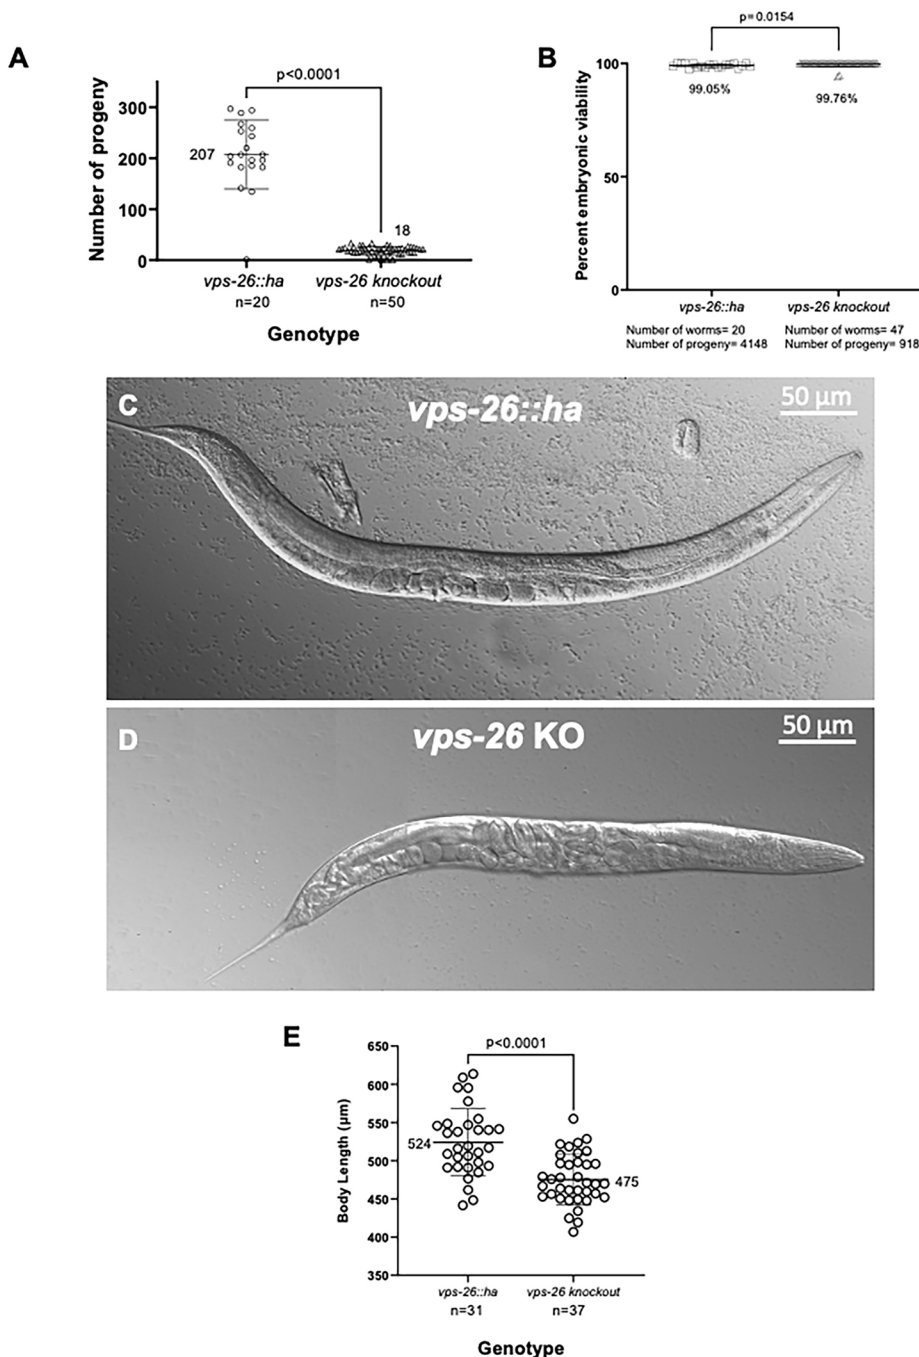 A
p<0.0001
Number of progeny
300
200
100
0
207
18
vps-26::ha
vps-26 knockout
n=20
n=50
Genotype
B
p=0.0154
Percent embryonic viability
100
50
0
99.05%
99.76%
vps-26::ha
vps-26 knockout
Number of worms= 20
Number of progeny= 4148
Number of worms= 47
Number of progeny= 918
C
vps-26::ha
50 µm
D
vps-26 KO
50 µm
E
p<0.0001
Body Length (µm)
650
600
550
500
450
400
350
524
475
vps-26::ha
vps-26 knockout
n=31
n=37
Genotype